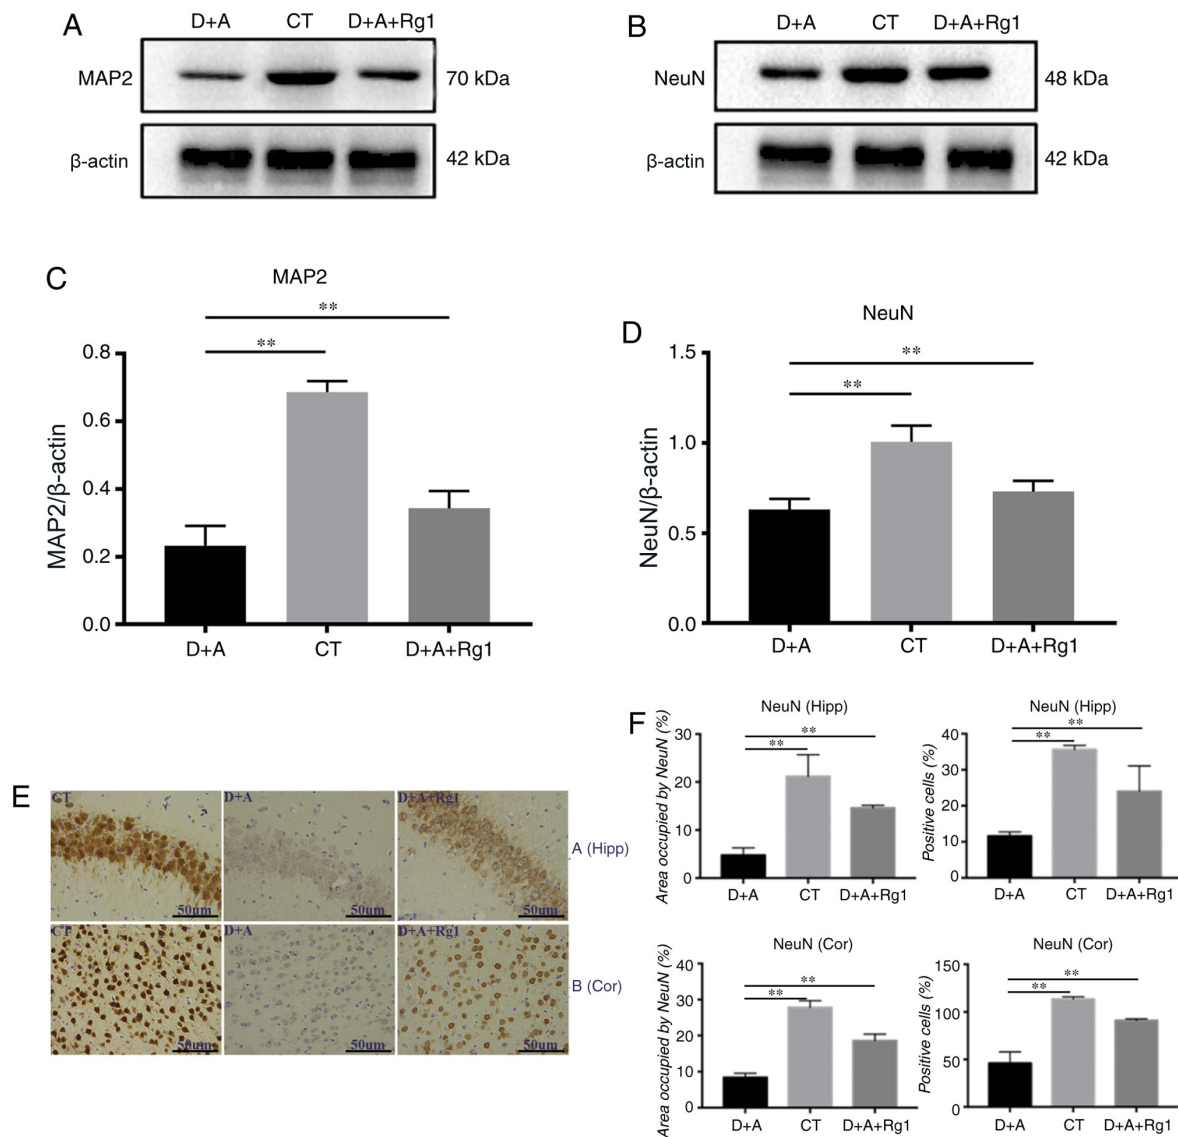 A
D+A CT D+A+Rg1
MAP2
70 kDa
β-actin
42 kDa
B
D+A CT D+A+Rg1
NeuN
48 kDa
β-actin
42 kDa
C
MAP2
**
**
MAP2/β-actin
0.8
0.6
0.4
0.2
0.0
D+A CT D+A+Rg1
D
NeuN
**
**
NeuN/β-actin
1.5
1.0
0.5
0.0
D+A CT D+A+Rg1
E
CT D+A D+A+Rg1
A (Hipp)
50um 50um 50um
CT D+A D+A+Rg1
B (Cor)
50um 50um 50um
F
NeuN (Hipp)
**
**
Area occupied by NeuN (%)
30
20
10
0
D+A CT D+A+Rg1
NeuN (Hipp)
**
**
Positive cells (%)
40
30
20
10
0
D+A CT D+A+Rg1
NeuN (Cor)
**
**
Area occupied by NeuN (%)
40
30
20
10
0
D+A CT D+A+Rg1
NeuN (Cor)
**
**
Positive cells (%)
150
100
50
0
D+A CT D+A+Rg1